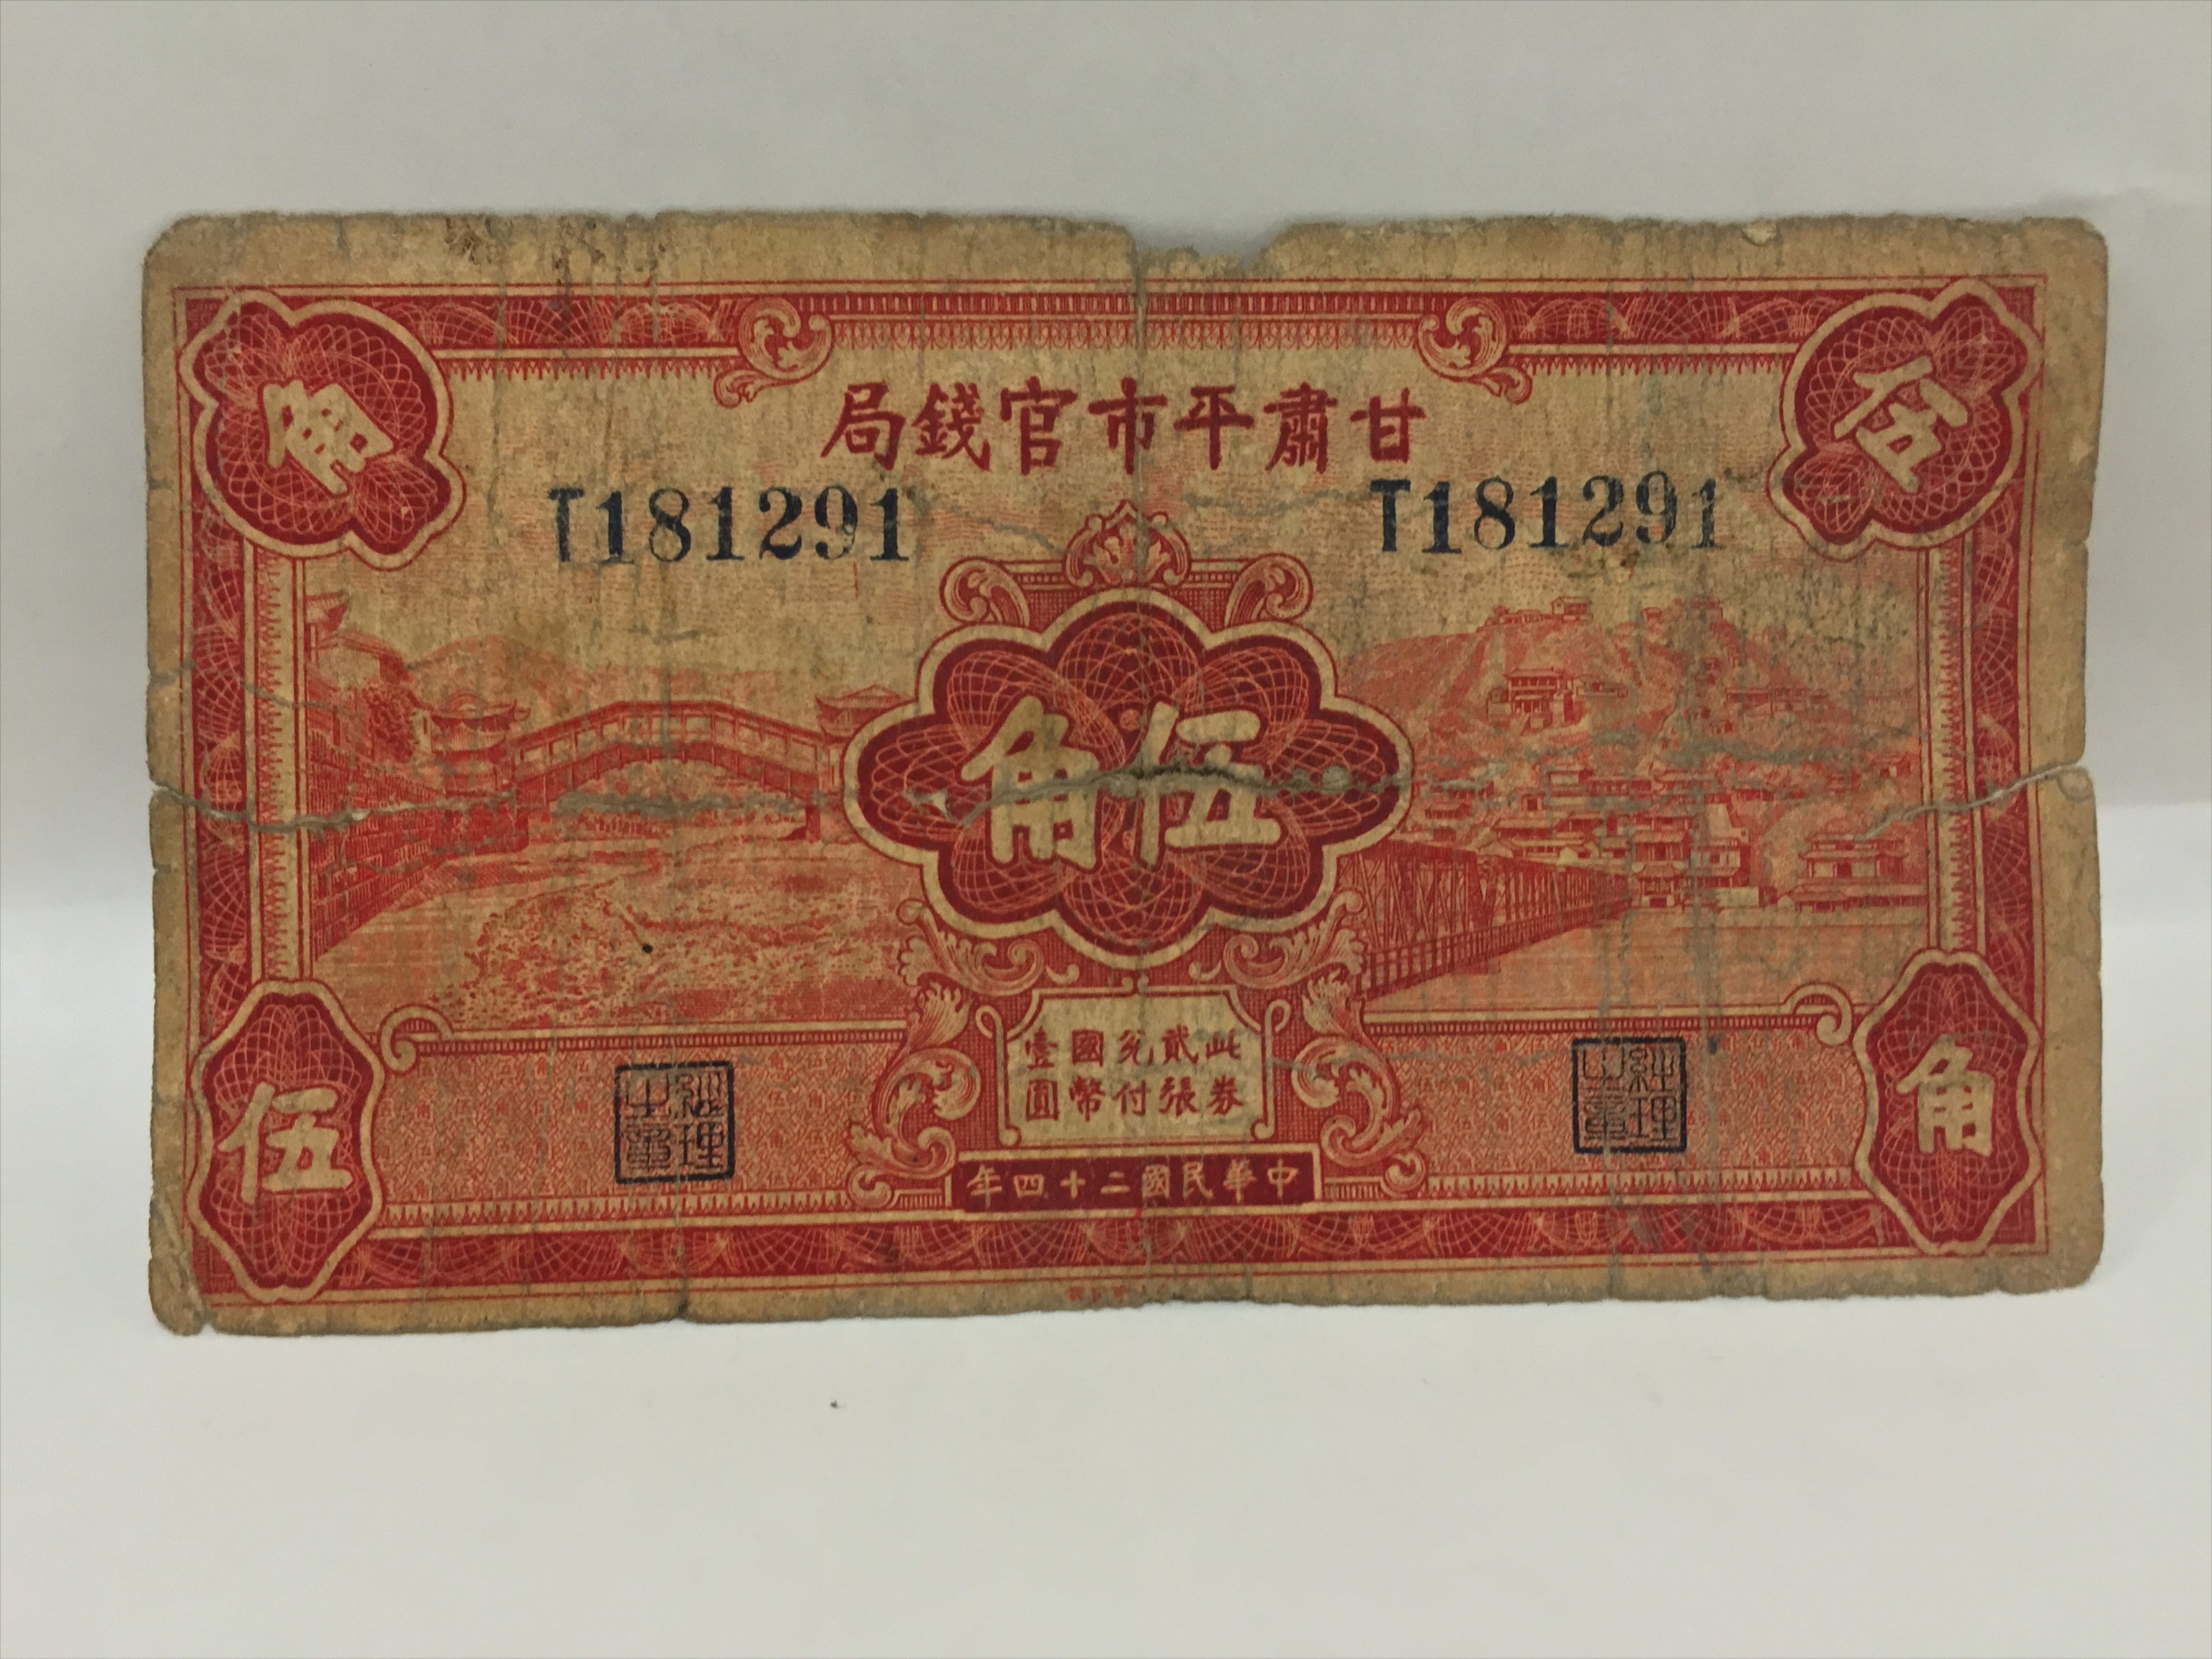 甘肅平市官錢局
伍
角
T181291
T181291
伍角
此券
貳張
兌付
國幣
壹圓
經理
之章
經理
之章
伍
角
中華民國二十四年